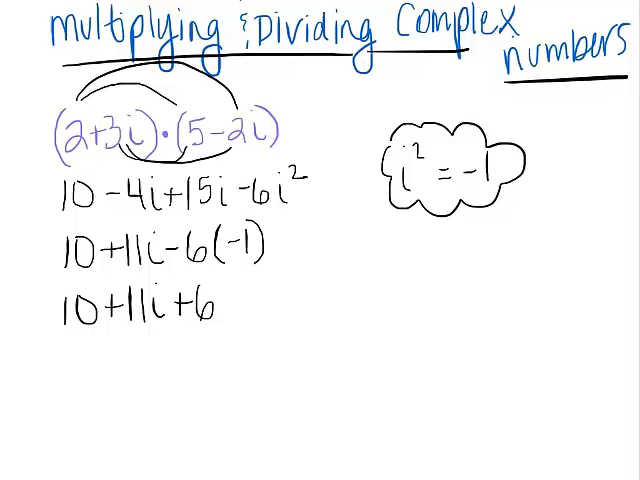 multiplying & Dividing Complex numbers
(2+3i)·(5-2i)
i² = -1
10 -4i+15i -6i²
10 +11i -6(-1)
10+11i +6